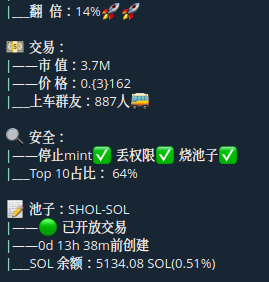 |___翻 倍：14%🚀🚀
💴 交易：
|——市 值：3.7M
|——价 格：0.{3}162
|___上车群友：887人🚌
🔍 安全：
|——停止mint✅ 丢权限✅ 烧池子✅
|___Top 10占比： 64%
📝 池子：SHOL-SOL
|——🟢 已开放交易
|——0d 13h 38m前创建
|___SOL 余额：5134.08 SOL(0.51%)